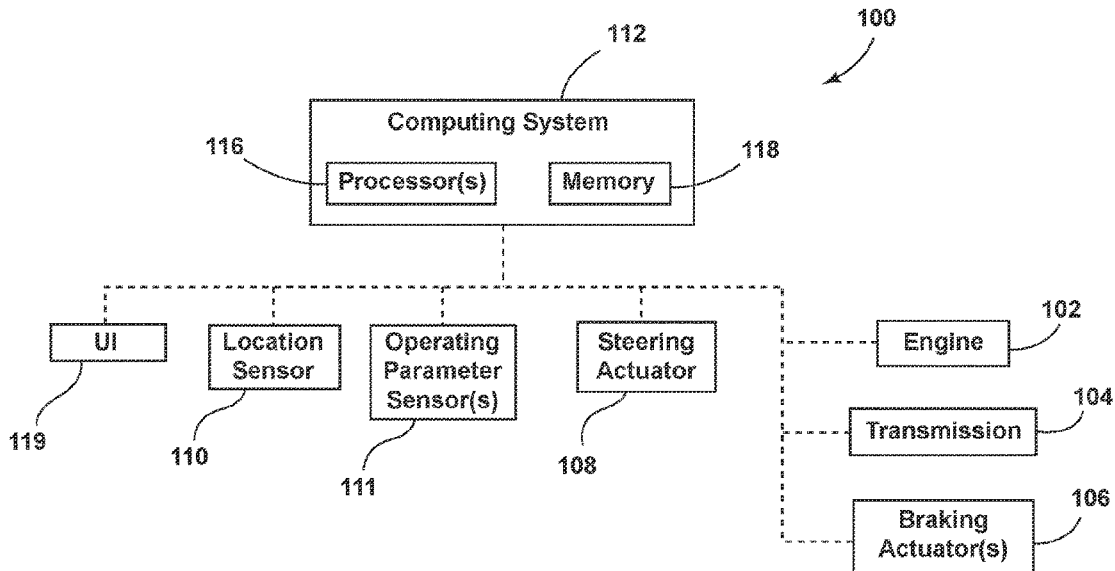 100
112
Computing System
116
118
Processor(s)
Memory
UI
Location
Sensor
Operating
Parameter
Sensor(s)
Steering
Actuator
102
Engine
104
Transmission
106
Braking
Actuator(s)
119
110
111
108